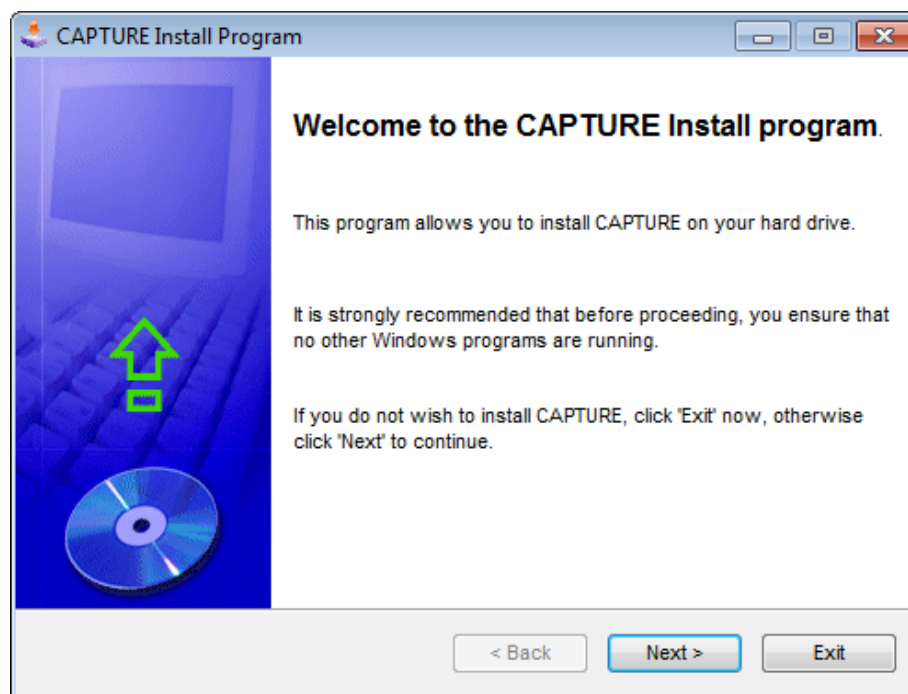 CAPTURE Install Program
Welcome to the CAPTURE Install program.
This program allows you to install CAPTURE on your hard drive.
It is strongly recommended that before proceeding, you ensure that
no other Windows programs are running.
If you do not wish to install CAPTURE, click 'Exit' now, otherwise
click 'Next' to continue.
< Back
Next >
Exit